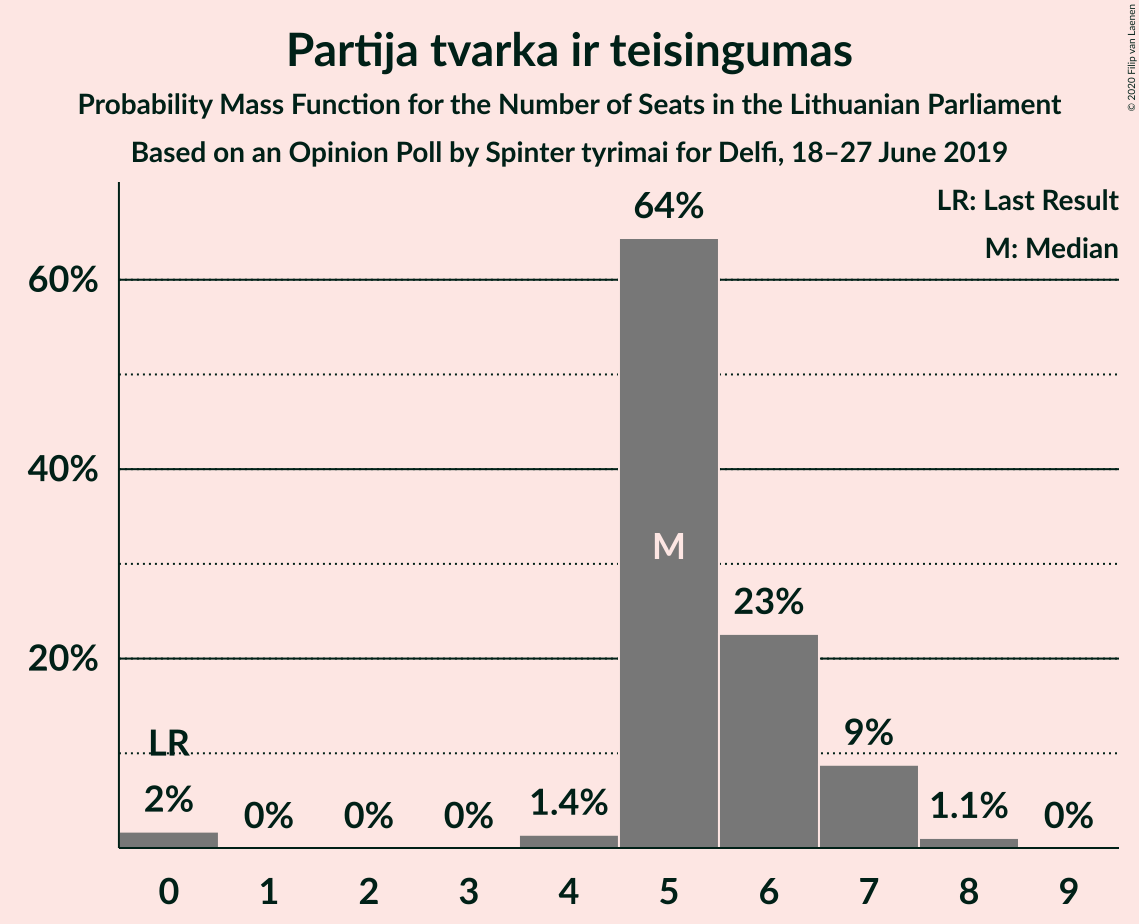 Partija tvarka ir teisingumas
Probability Mass Function for the Number of Seats in the Lithuanian Parliament
Based on an Opinion Poll by Spinter tyrimai for Delfi, 18–27 June 2019
© 2020 Filip van Laenen
LR: Last Result
M: Median
64%
60%
40%
M
23%
20%
LR
9%
2%
0%
0%
0%
1.4%
1.1%
0%
0 1 2 3 4 5 6 7 8 9